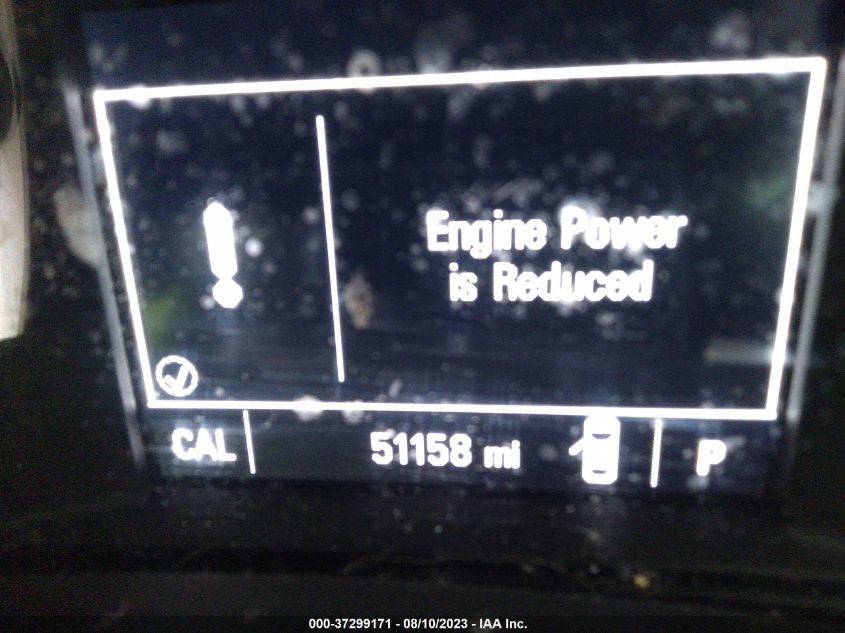 Engine Power
is Reduced
CAL 51158 mi P
000-37299171 - 08/10/2023 - IAA Inc.